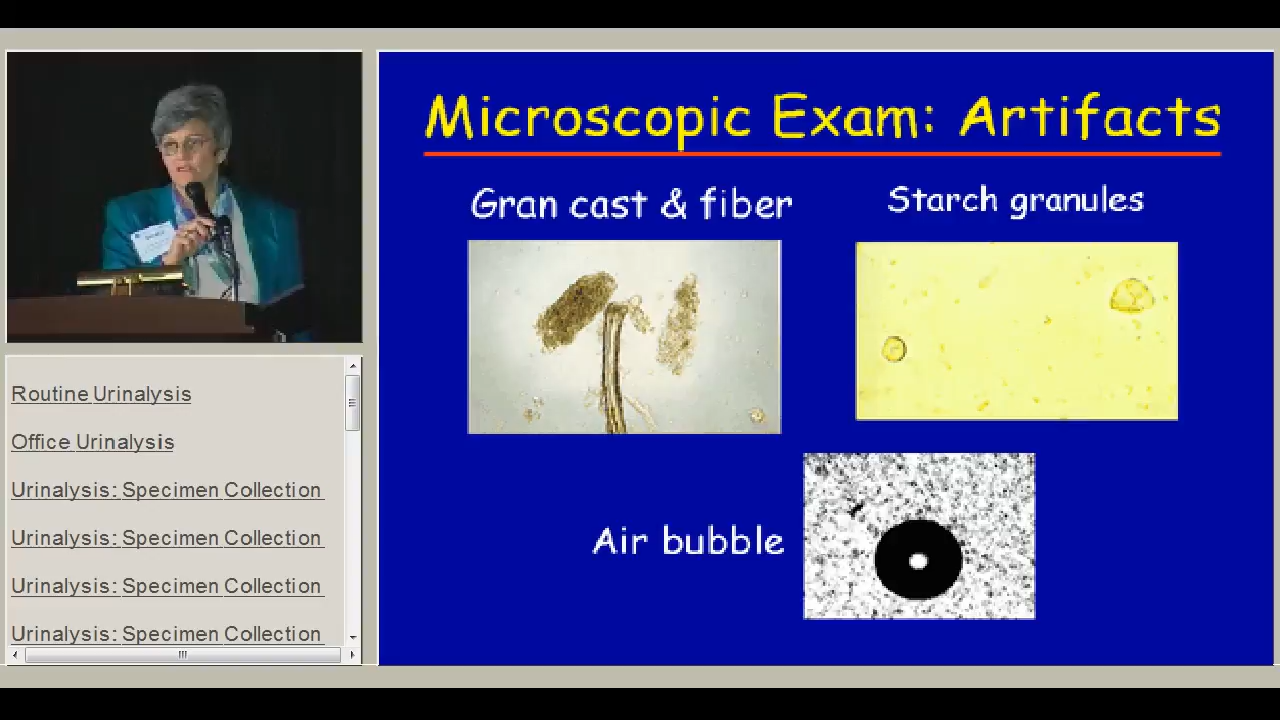 Microscopic Exam: Artifacts
Gran cast & fiber
Starch granules
Air bubble
Routine Urinalysis
Office Urinalysis
Urinalysis: Specimen Collection
Urinalysis: Specimen Collection
Urinalysis: Specimen Collection
Urinalysis: Specimen Collection